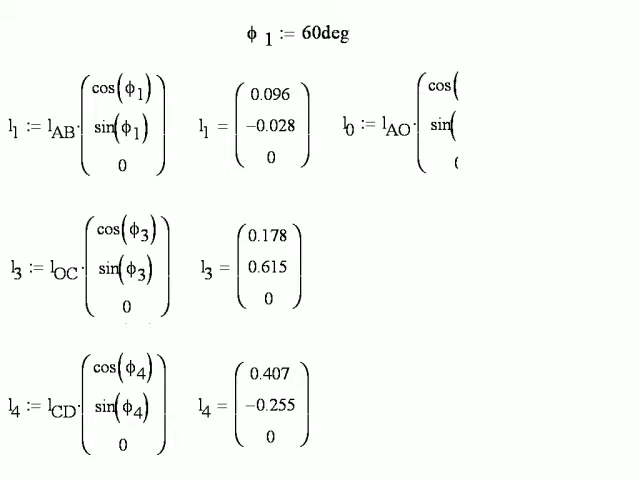 ϕ 1 := 60deg
l1 := lAB· ( cos(ϕ1) sin(ϕ1) 0 ) l1 = ( 0.096 −0.028 0 ) l0 := lAO· ( cos( sin(
l3 := lOC· ( cos(ϕ3) sin(ϕ3) 0 ) l3 = ( 0.178 0.615 0 )
l4 := lCD· ( cos(ϕ4) sin(ϕ4) 0 ) l4 = ( 0.407 −0.255 0 )